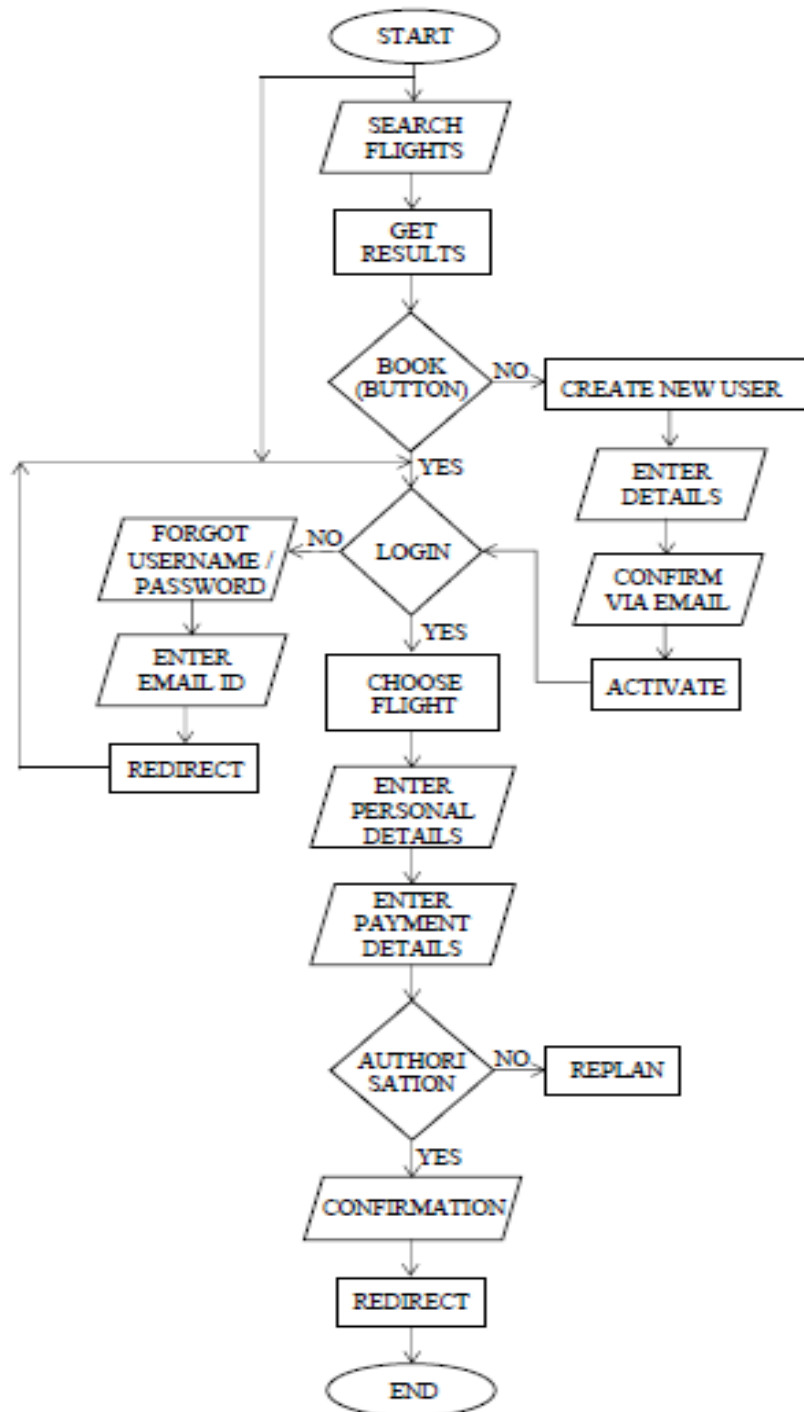 START
SEARCH
FLIGHTS
GET
RESULTS
BOOK
(BUTTON)
NO
CREATE NEW USER
YES
ENTER
DETAILS
FORGOT
USERNAME /
PASSWORD
NO
LOGIN
CONFIRM
VIA EMAIL
YES
ENTER
EMAIL ID
CHOOSE
FLIGHT
ACTIVATE
REDIRECT
ENTER
PERSONAL
DETAILS
ENTER
PAYMENT
DETAILS
AUTHORI
SATION
NO
REPLAN
YES
CONFIRMATION
REDIRECT
END